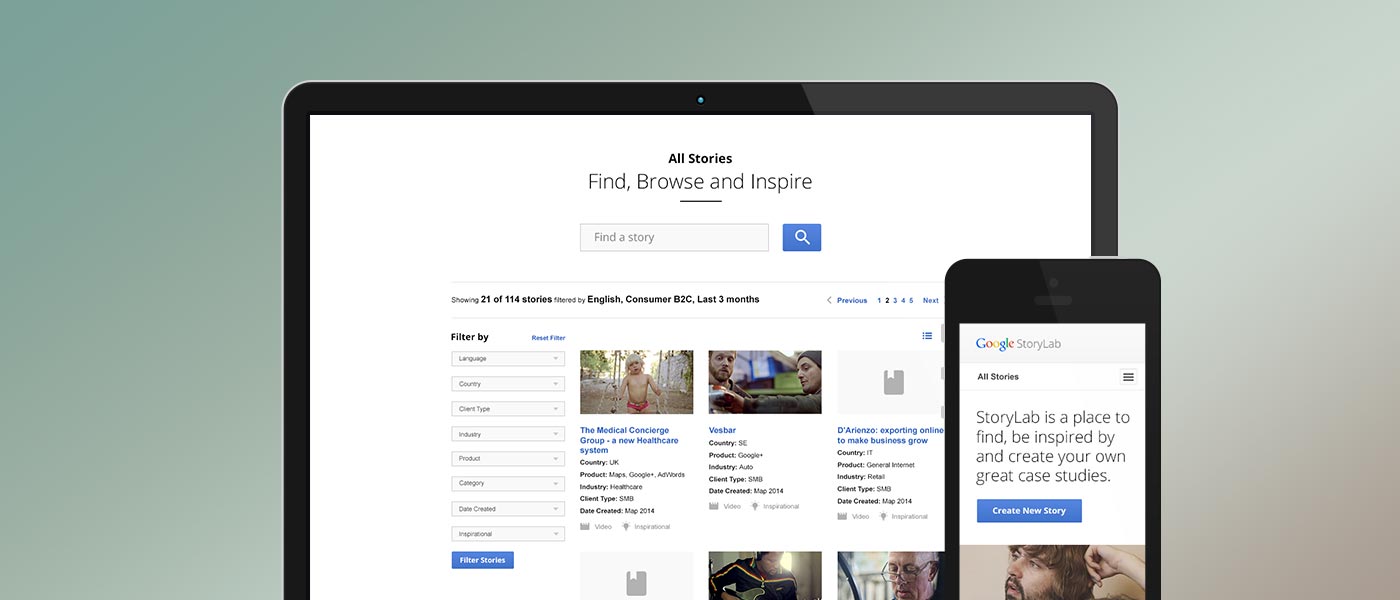 All Stories
Find, Browse and Inspire
Find a story
Showing 21 of 114 stories filtered by English, Consumer B2C, Last 3 months
Previous 1 2 3 4 5 Next
Filter by Reset Filter
Language
Country
Client Type
Industry
Product
Category
Date Created
Inspirational
Filter Stories
The Medical Concierge
Group - a new Healthcare
system
Country: UK
Product: Maps, Google+, AdWords
Industry: Healthcare
Client Type: SMB
Date Created: Map 2014
Video Inspirational
Vesbar
Country: SE
Product: Google+
Industry: Auto
Client Type: SMB
Date Created: Map 2014
Video Inspirational
D'Arienzo: exporting online
to make business grow
Country: IT
Product: General Internet
Industry: Retail
Client Type: SMB
Date Created: Map 2014
Video Inspirational
Google StoryLab
All Stories
StoryLab is a place to
find, be inspired by
and create your own
great case studies.
Create New Story